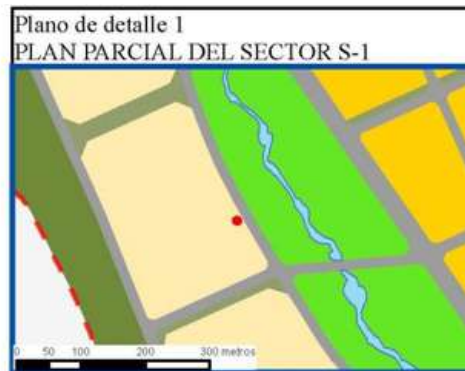 Plano de detalle 1
PLAN PARCIAL DEL SECTOR S-1
0 50 100 200 300 metros